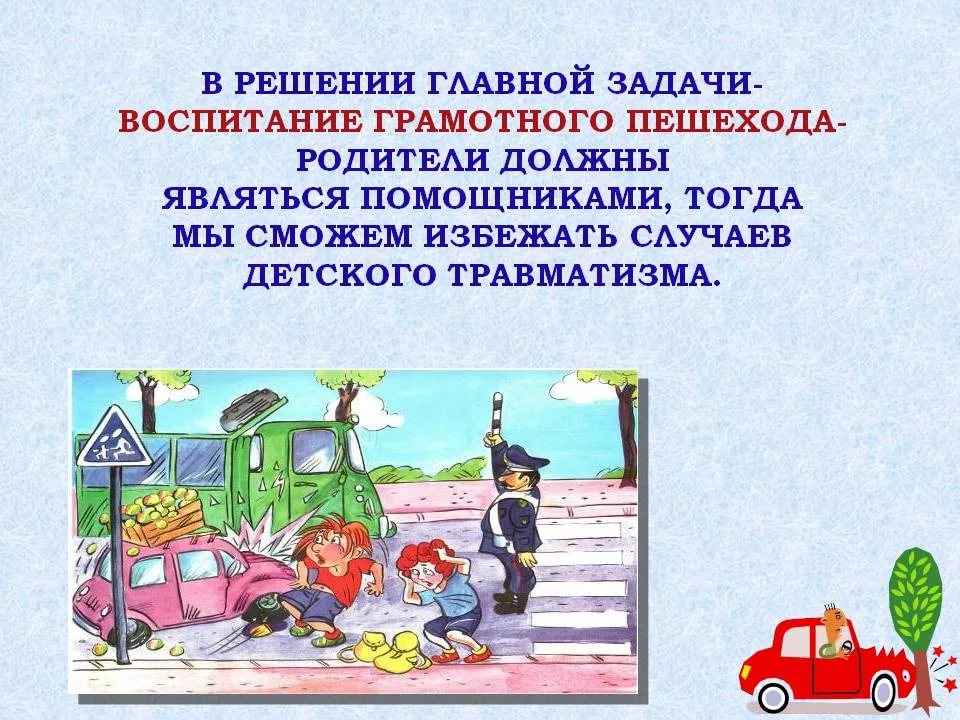 В РЕШЕНИИ ГЛАВНОЙ ЗАДАЧИ-
ВОСПИТАНИЕ ГРАМОТНОГО ПЕШЕХОДА-
РОДИТЕЛИ ДОЛЖНЫ
ЯВЛЯТЬСЯ ПОМОЩНИКАМИ, ТОГДА
МЫ СМОЖЕМ ИЗБЕЖАТЬ СЛУЧАЕВ
ДЕТСКОГО ТРАВМАТИЗМА.